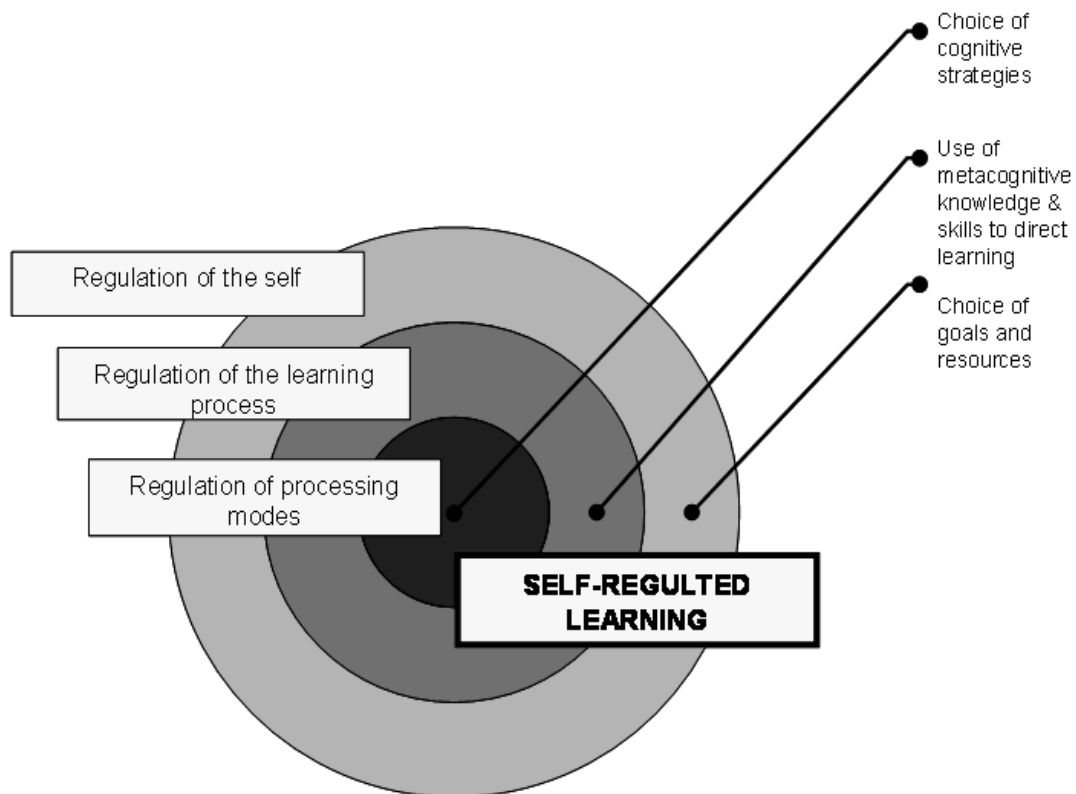 Choice of
cognitive
strategies
Use of
metacognitive
knowledge &
skills to direct
learning
Choice of
goals and
resources
Regulation of the self
Regulation of the learning
process
Regulation of processing
modes
SELF-REGULTED
LEARNING